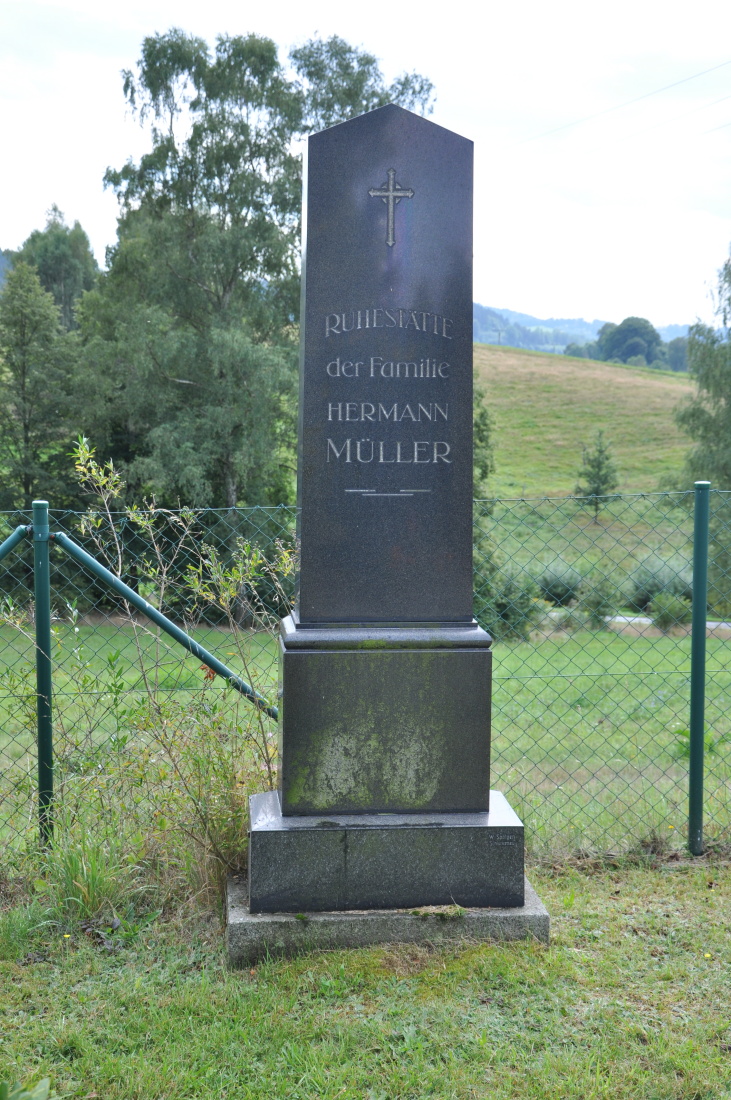 RUHESTÄTTE
der Familie
HERMANN
MÜLLER